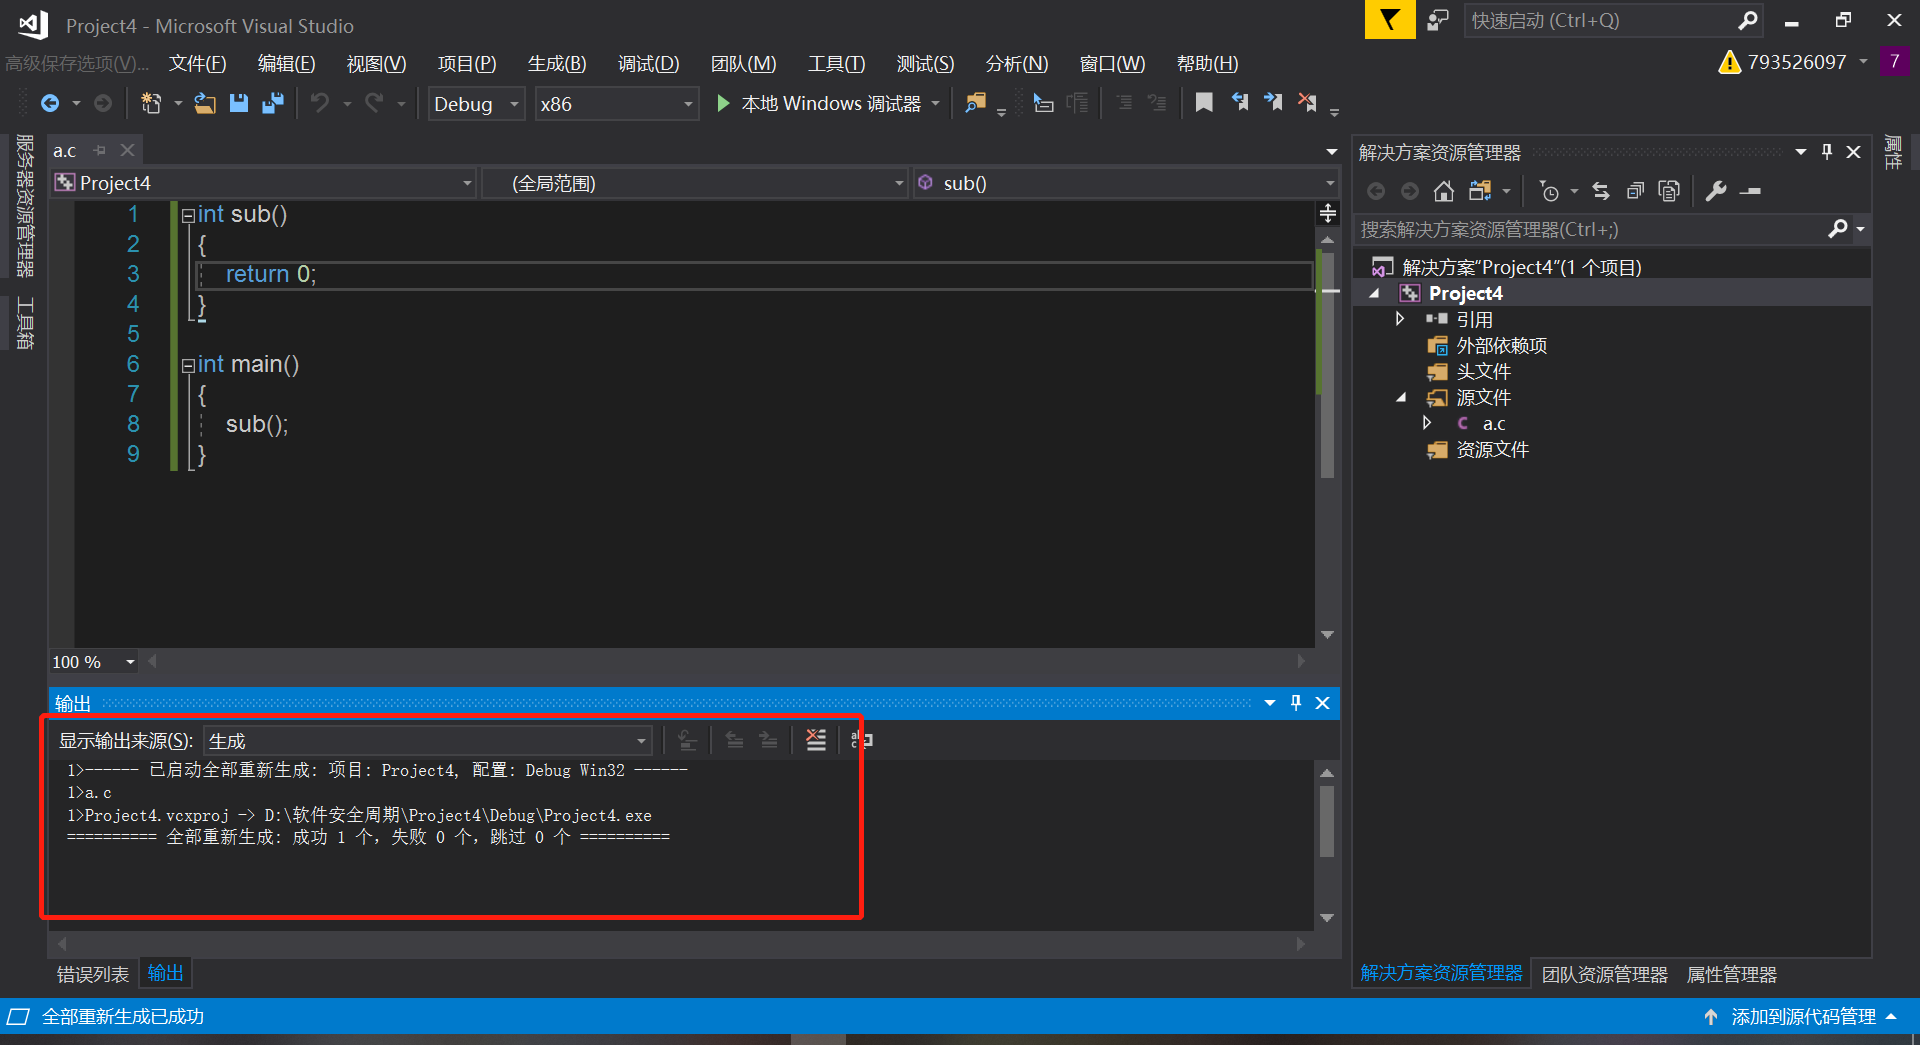 Project4 - Microsoft Visual Studio
快速启动 (Ctrl+Q)
高级保存选项(V)... 文件(F) 编辑(E) 视图(V) 项目(P) 生成(B) 调试(D) 团队(M) 工具(T) 测试(S) 分析(N) 窗口(W) 帮助(H)
793526097 7
Debug x86 本地 Windows 调试器
服务器资源管理器
工具箱
a.c
Project4 (全局范围) sub()
1 int sub()
2 {
3 return 0;
4 }
5
6 int main()
7 {
8 sub();
9 }
100 %
输出
显示输出来源(S): 生成
1>------ 已启动全部重新生成: 项目: Project4, 配置: Debug Win32 ------
1>a.c
1>Project4.vcxproj -> D:\软件安全周期\Project4\Debug\Project4.exe
========== 全部重新生成: 成功 1 个，失败 0 个，跳过 0 个 ==========
错误列表 输出
解决方案资源管理器
搜索解决方案资源管理器(Ctrl+;)
解决方案“Project4”(1 个项目)
Project4
引用
外部依赖项
头文件
源文件
C a.c
资源文件
解决方案资源管理器 团队资源管理器 属性管理器
属性
全部重新生成已成功
添加到源代码管理